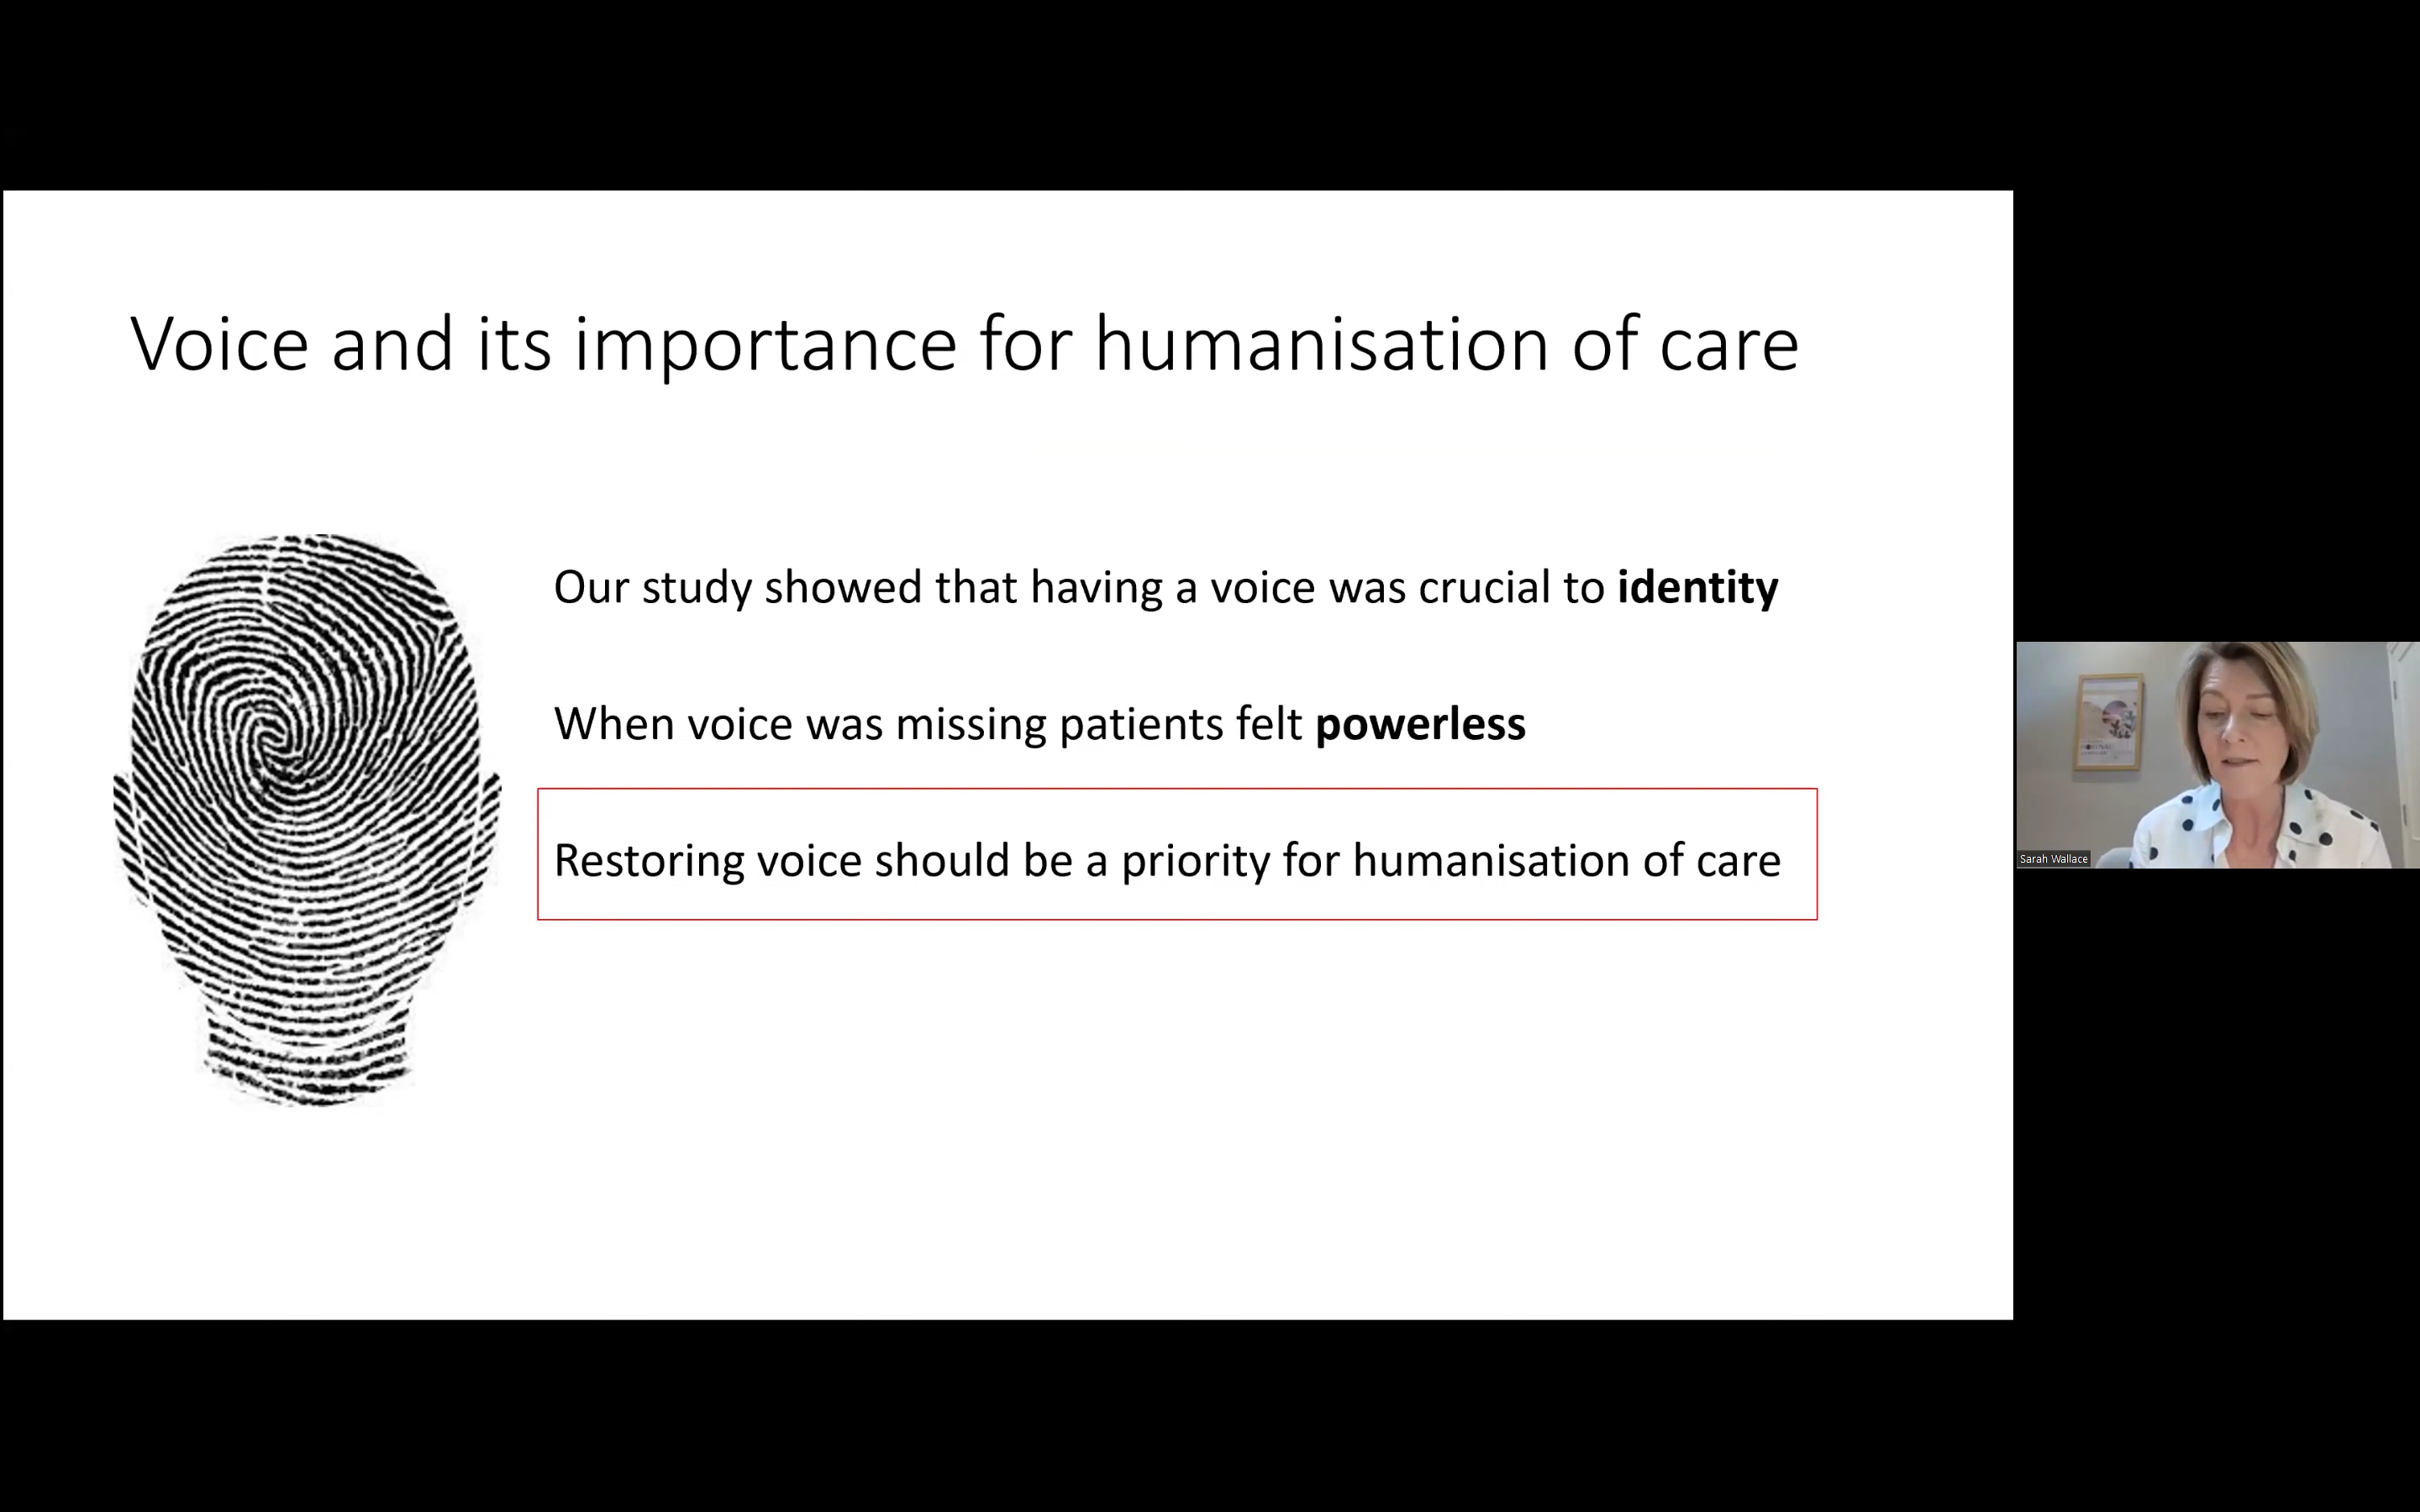 Voice and its importance for humanisation of care
Our study showed that having a voice was crucial to identity
When voice was missing patients felt powerless
Restoring voice should be a priority for humanisation of care
Sarah Wallace